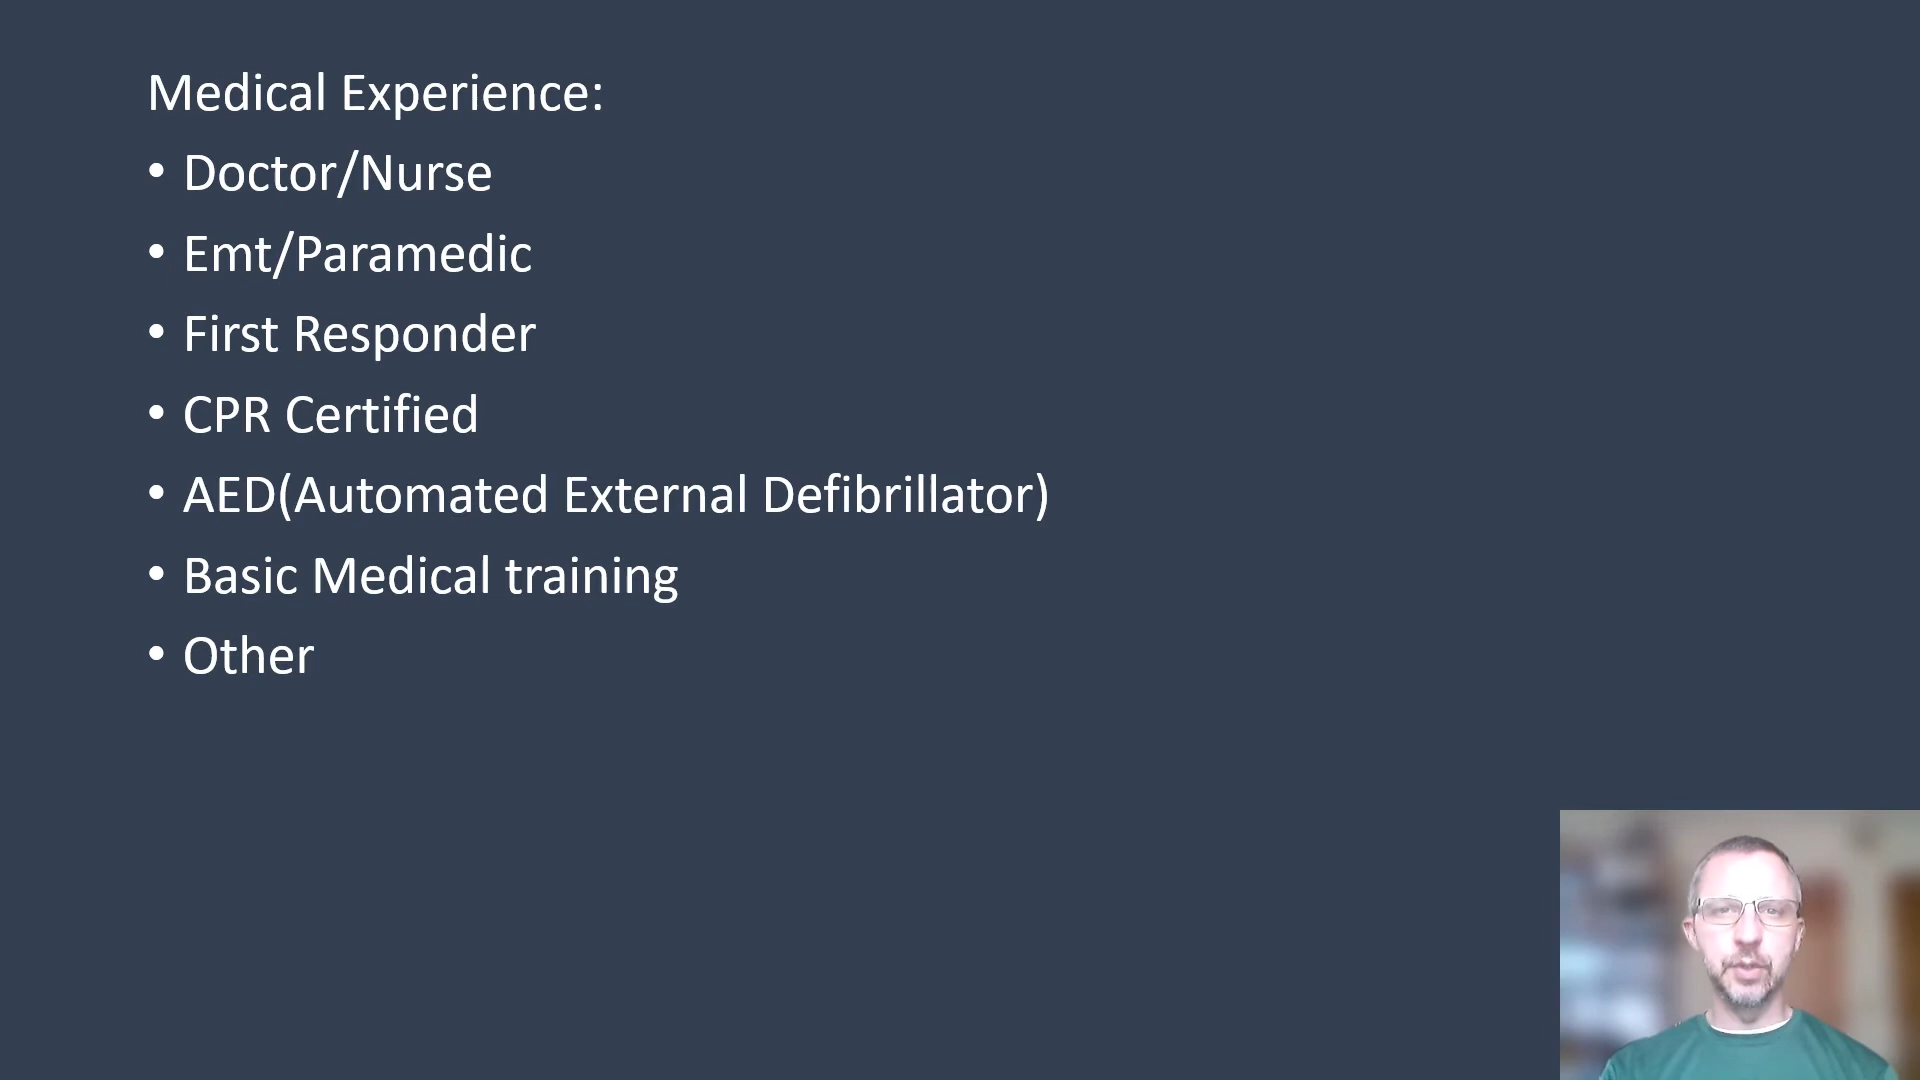 Medical Experience:
• Doctor/Nurse
• Emt/Paramedic
• First Responder
• CPR Certified
• AED(Automated External Defibrillator)
• Basic Medical training
• Other